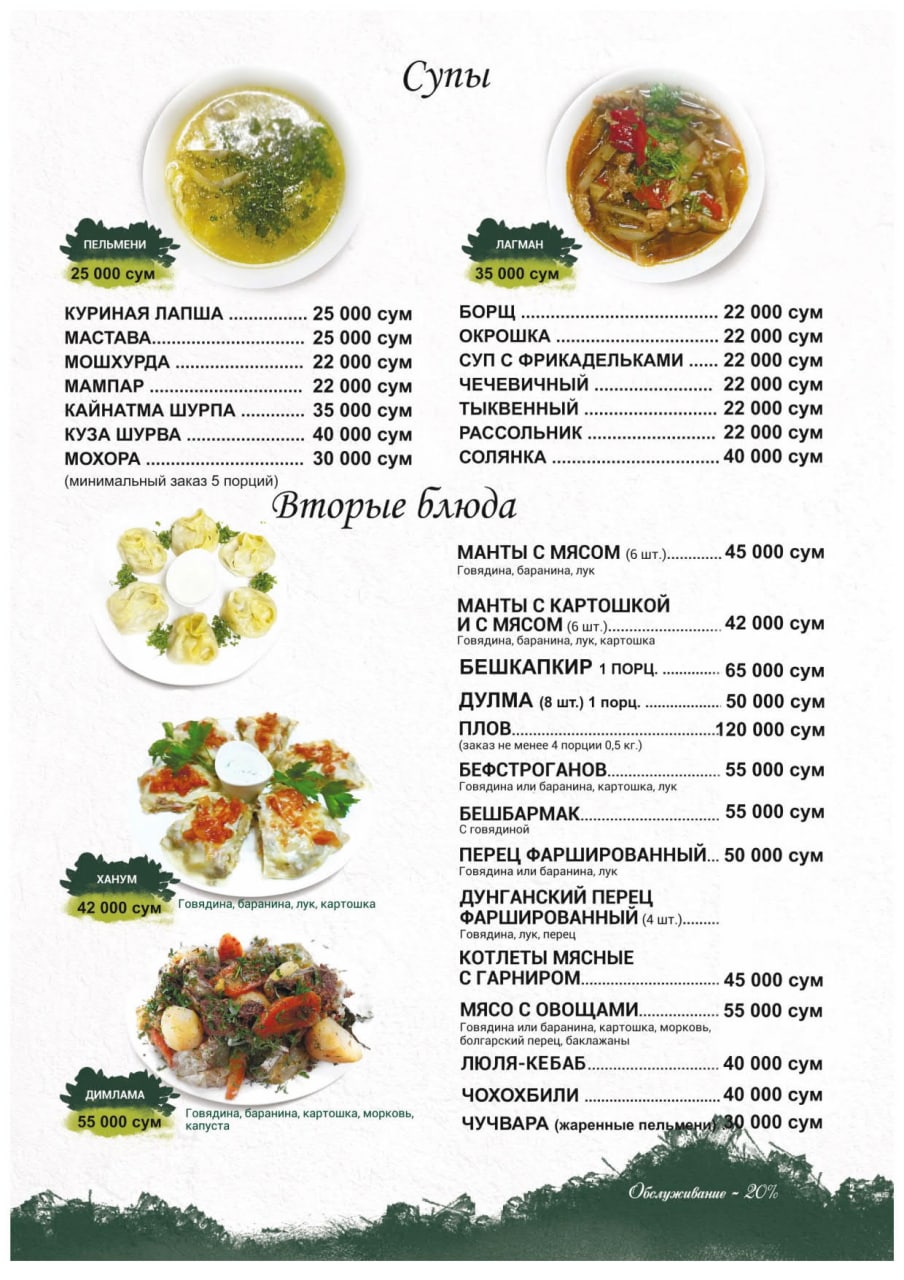 Супы
ПЕЛЬМЕНИ
25 000 сум
ЛАГМАН
35 000 сум
КУРИНАЯ ЛАПША ............... 25 000 сум
МАСТАВА............................. 25 000 сум
МОШХУРДА ........................ 22 000 сум
МАМПАР ............................. 22 000 сум
КАЙНАТМА ШУРПА ............ 35 000 сум
КУЗА ШУРВА ...................... 40 000 сум
МОХОРА .............................. 30 000 сум
(минимальный заказ 5 порций)
БОРЩ ...................................... 22 000 сум
ОКРОШКА ............................... 22 000 сум
СУП С ФРИКАДЕЛЬКАМИ ...... 22 000 сум
ЧЕЧЕВИЧНЫЙ ....................... 22 000 сум
ТЫКВЕННЫЙ ......................... 22 000 сум
РАССОЛЬНИК ........................ 22 000 сум
СОЛЯНКА ................................ 40 000 сум
Вторые блюда
ХАНУМ
42 000 сум
Говядина, баранина, лук, картошка
ДИМЛАМА
55 000 сум
Говядина, баранина, картошка, морковь,
капуста
МАНТЫ С МЯСОМ (6 шт.)............. 45 000 сум
Говядина, баранина, лук
МАНТЫ С КАРТОШКОЙ
И С МЯСОМ (6 шт.)........................... 42 000 сум
Говядина, баранина, лук, картошка
БЕШКАПКИР 1 ПОРЦ. ............... 65 000 сум
ДУЛМА (8 шт.) 1 порц. .................... 50 000 сум
ПЛОВ.................................................120 000 сум
(заказ не менее 4 порции 0,5 кг.)
БЕФСТРОГАНОВ.......................... 55 000 сум
Говядина или баранина, картошка, лук
БЕШБАРМАК................................ 55 000 сум
С говядиной
ПЕРЕЦ ФАРШИРОВАННЫЙ... 50 000 сум
Говядина или баранина, лук
ДУНГАНСКИЙ ПЕРЕЦ
ФАРШИРОВАННЫЙ (4 шт.).........
Говядина, лук, перец
КОТЛЕТЫ МЯСНЫЕ
С ГАРНИРОМ................................ 45 000 сум
МЯСО С ОВОЩАМИ................... 55 000 сум
Говядина или баранина, картошка, морковь,
болгарский перец, баклажаны
ЛЮЛЯ-КЕБАБ............................... 40 000 сум
ЧОХОХБИЛИ ................................ 40 000 сум
ЧУЧВАРА (жаренные пельмени) 30 000 сум
Обслуживание ~ 20%